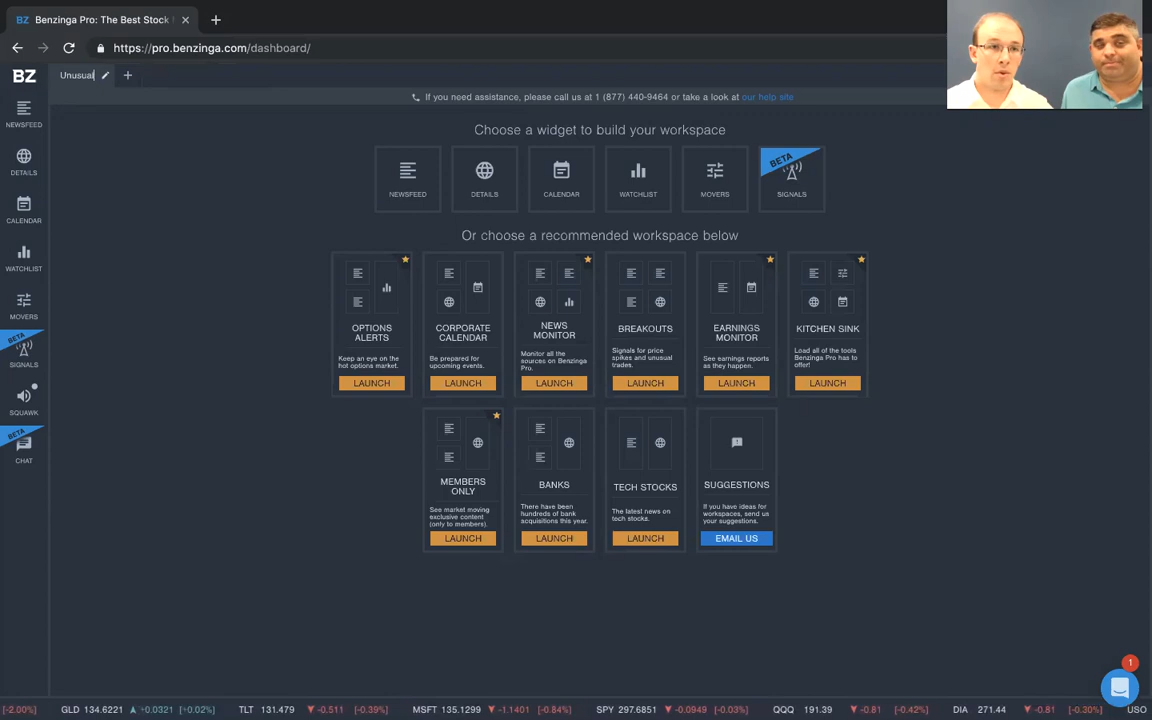 BZ Benzinga Pro: The Best Stock
https://pro.benzinga.com/dashboard/
BZ
Unusual
If you need assistance, please call us at 1 (877) 440-9464 or take a look at our help site
Choose a widget to build your workspace
NEWSFEED
DETAILS
CALENDAR
WATCHLIST
MOVERS
BETA
SIGNALS
SQUAWK
BETA
CHAT
NEWSFEED
DETAILS
CALENDAR
WATCHLIST
MOVERS
BETA
SIGNALS
Or choose a recommended workspace below
OPTIONS
ALERTS
Keep an eye on the
hot options market.
LAUNCH
CORPORATE
CALENDAR
Be prepared for
upcoming events.
LAUNCH
NEWS
MONITOR
Monitor all the
sources on Benzinga
Pro.
LAUNCH
BREAKOUTS
Signals for price
spikes and unusual
trades.
LAUNCH
EARNINGS
MONITOR
See earnings reports
as they happen.
LAUNCH
KITCHEN SINK
Load all of the tools
Benzinga Pro has to
offer!
LAUNCH
MEMBERS
ONLY
See market moving
exclusive content
(only to members).
LAUNCH
BANKS
There have been
hundreds of bank
acquisitions this year.
LAUNCH
TECH STOCKS
The latest news on
tech stocks.
LAUNCH
SUGGESTIONS
If you have ideas for
workspaces, send us
your suggestions.
EMAIL US
1
[-2.00%] GLD 134.6221 +0.0321 [+0.02%] TLT 131.479 -0.511 [-0.39%] MSFT 135.1299 -1.1401 [-0.84%] SPY 297.6851 -0.0949 [-0.03%] QQQ 191.39 -0.81 [-0.42%] DIA 271.44 -0.81 [-0.30%] USO